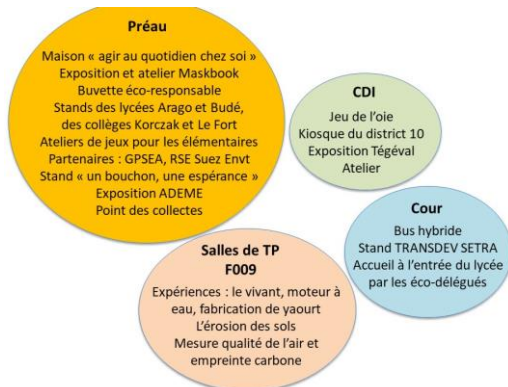 Préau
Maison « agir au quotidien chez soi »
Exposition et atelier Maskbook
Buvette éco-responsable
Stands des lycées Arago et Budé,
des collèges Korczak et Le Fort
Ateliers de jeux pour les élémentaires
Partenaires : GPSEA, RSE Suez Envt
Stand « un bouchon, une espérance »
Exposition ADEME
Point des collectes
CDI
Jeu de l'oie
Kiosque du district 10
Exposition Tégéval
Atelier
Cour
Bus hybride
Stand TRANSDEV SETRA
Accueil à l'entrée du lycée
par les éco-délégués
Salles de TP
F009
Expériences : le vivant, moteur à
eau, fabrication de yaourt
L'érosion des sols
Mesure qualité de l'air et
empreinte carbone